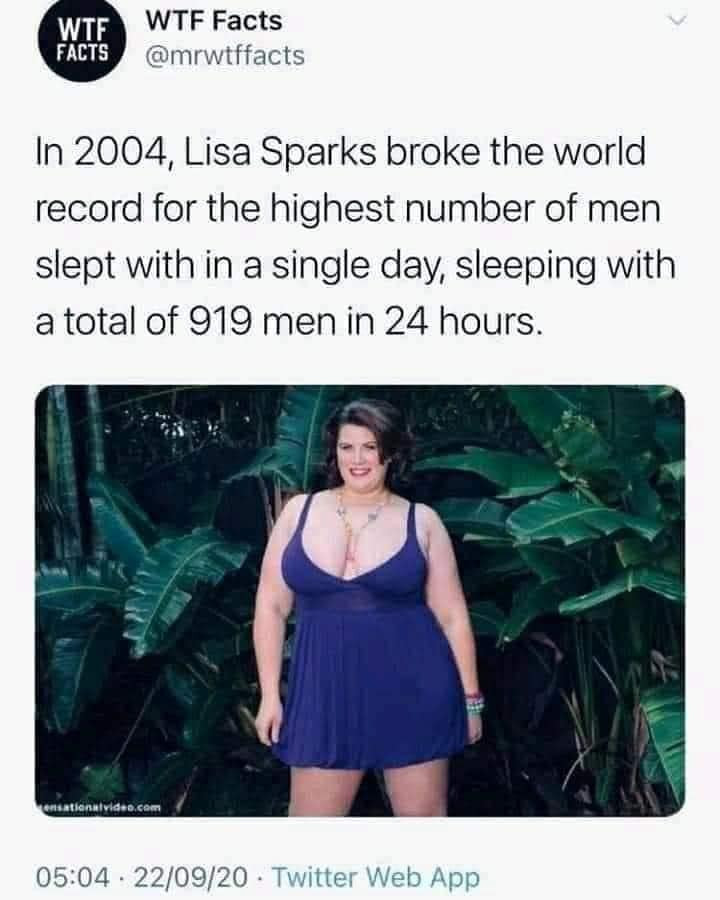 WTF
FACTS
WTF Facts
@mrwtffacts
In 2004, Lisa Sparks broke the world
record for the highest number of men
slept with in a single day, sleeping with
a total of 919 men in 24 hours.
ensationalvideo.com
05:04 · 22/09/20 · Twitter Web App